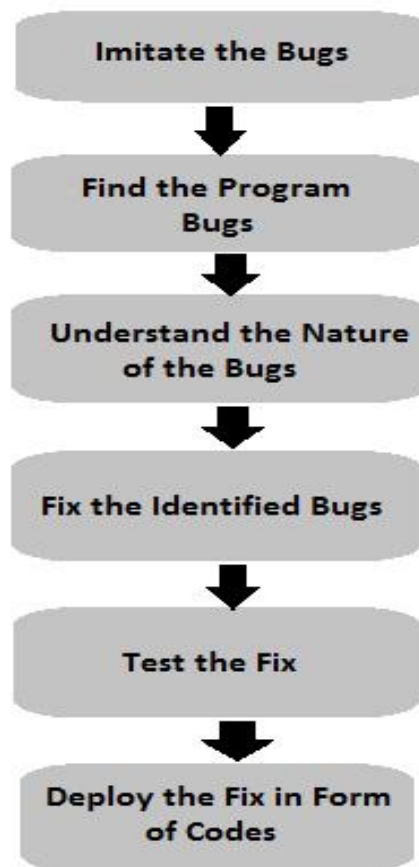 Imitate the Bugs
Find the Program
Bugs
Understand the Nature
of the Bugs
Fix the Identified Bugs
Test the Fix
Deploy the Fix in Form
of Codes